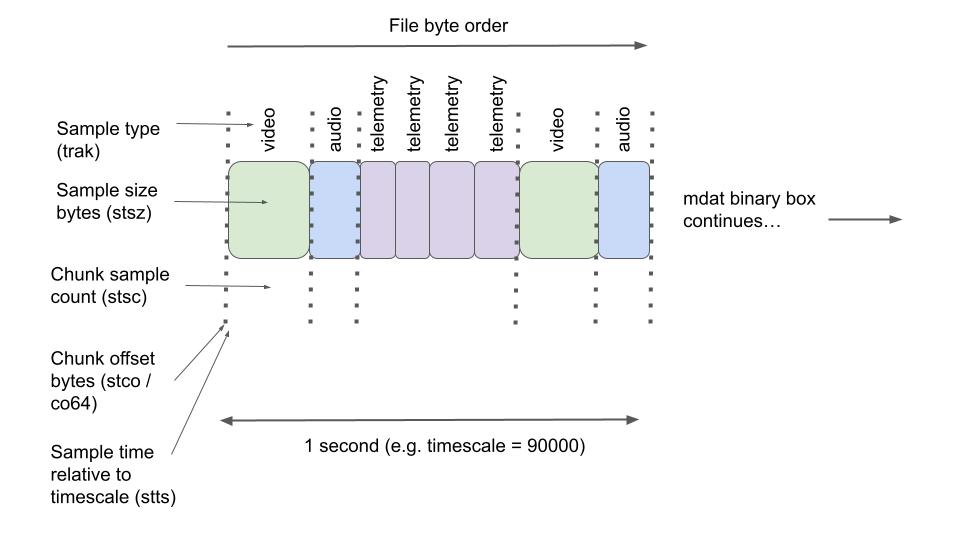 File byte order
video
audio
telemetry
telemetry
telemetry
telemetry
video
audio
Sample type
(trak)
Sample size
bytes (stsz)
mdat binary box
continues…
Chunk sample
count (stsc)
Chunk offset
bytes (stco /
co64)
1 second (e.g. timescale = 90000)
Sample time
relative to
timescale (stts)